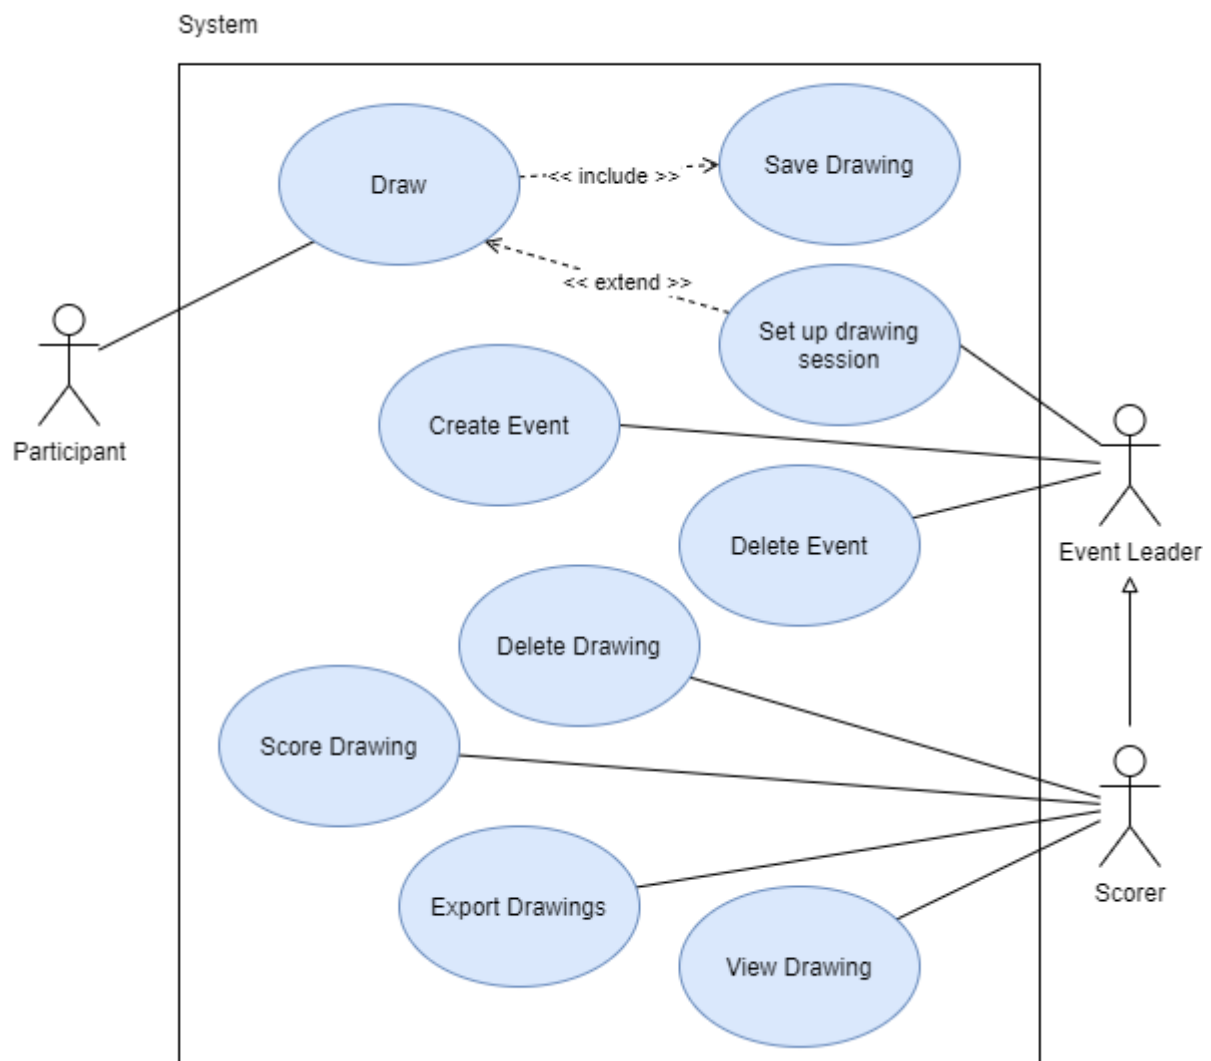 System
Draw
<< include >>
Save Drawing
<< extend >>
Set up drawing
session
Participant
Create Event
Delete Event
Event Leader
Delete Drawing
Score Drawing
Export Drawings
View Drawing
Scorer